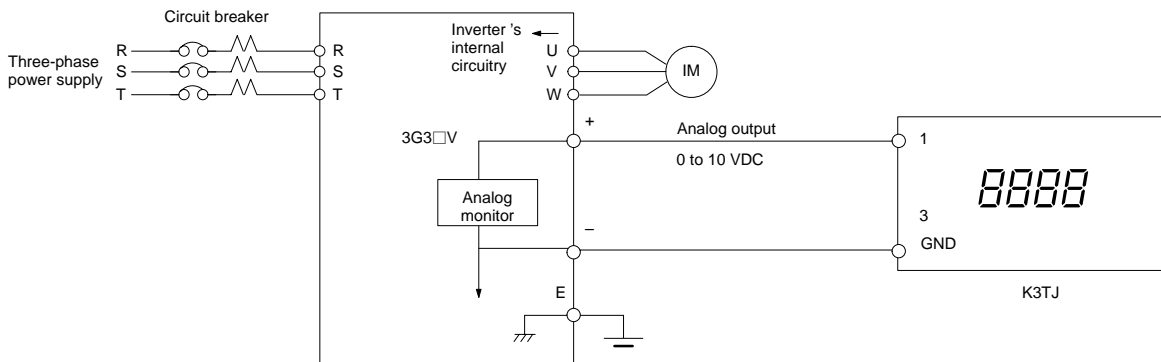 Circuit breaker
Three-phase
power supply
R
S
T
R
S
T
Inverter 's
internal
circuitry
U
V
W
IM
3G3□V
+
Analog output
0 to 10 VDC
Analog
monitor
–
E
1
3
GND
8888
K3TJ